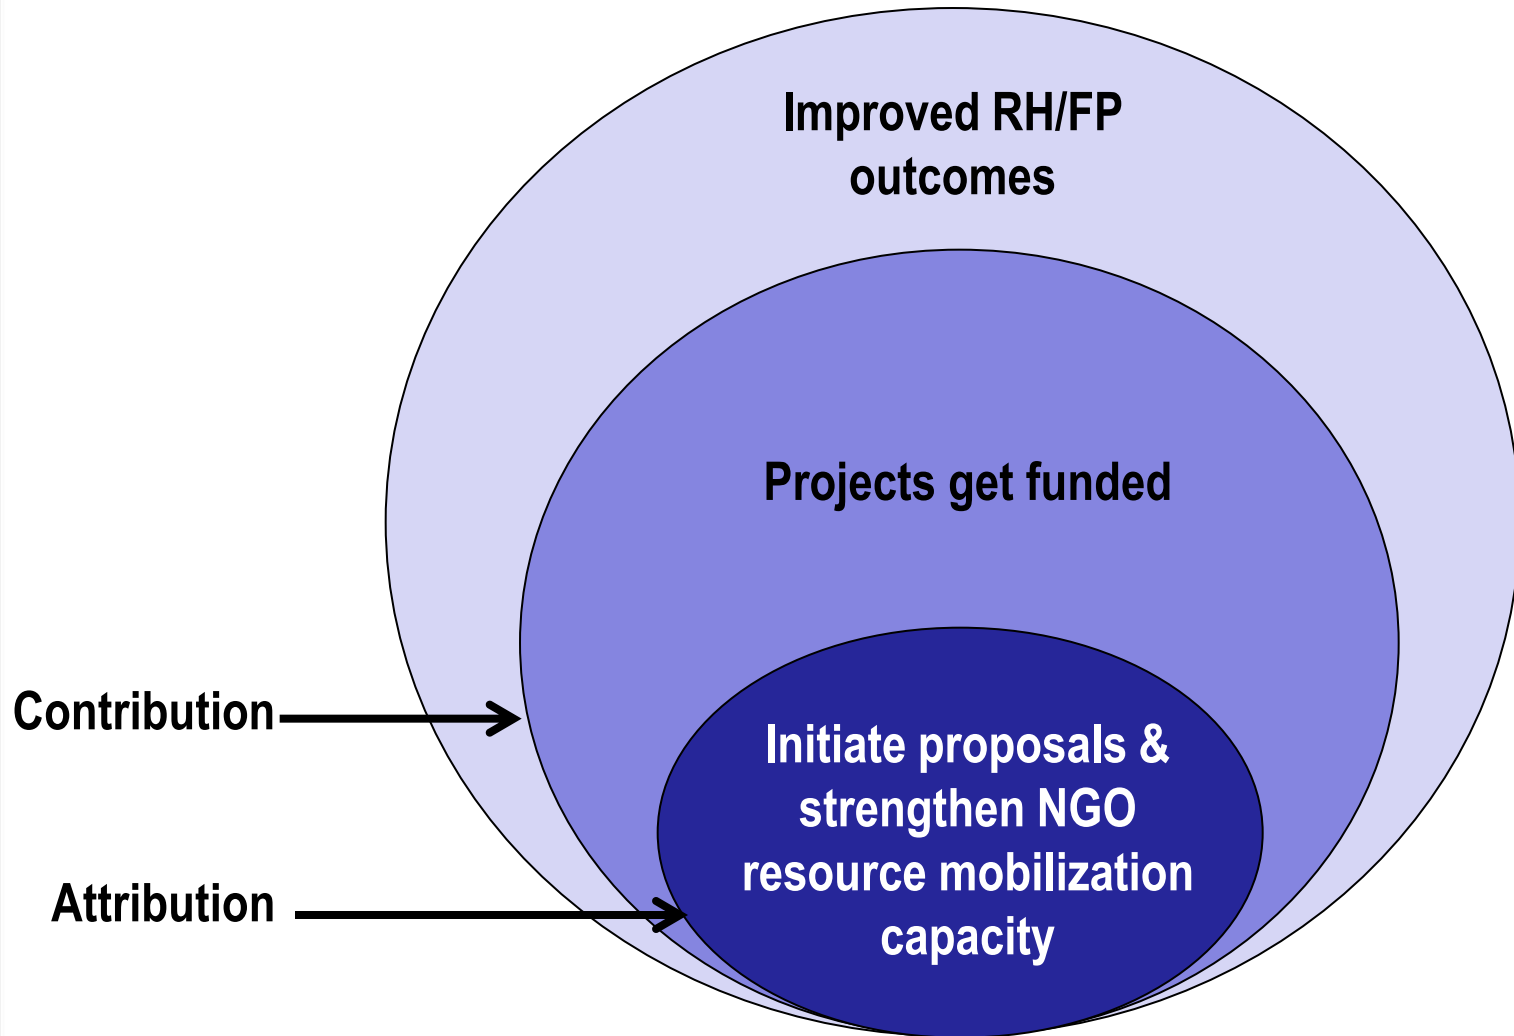 Improved RH/FP
outcomes
Projects get funded
Contribution
Initiate proposals &
strengthen NGO
resource mobilization
capacity
Attribution